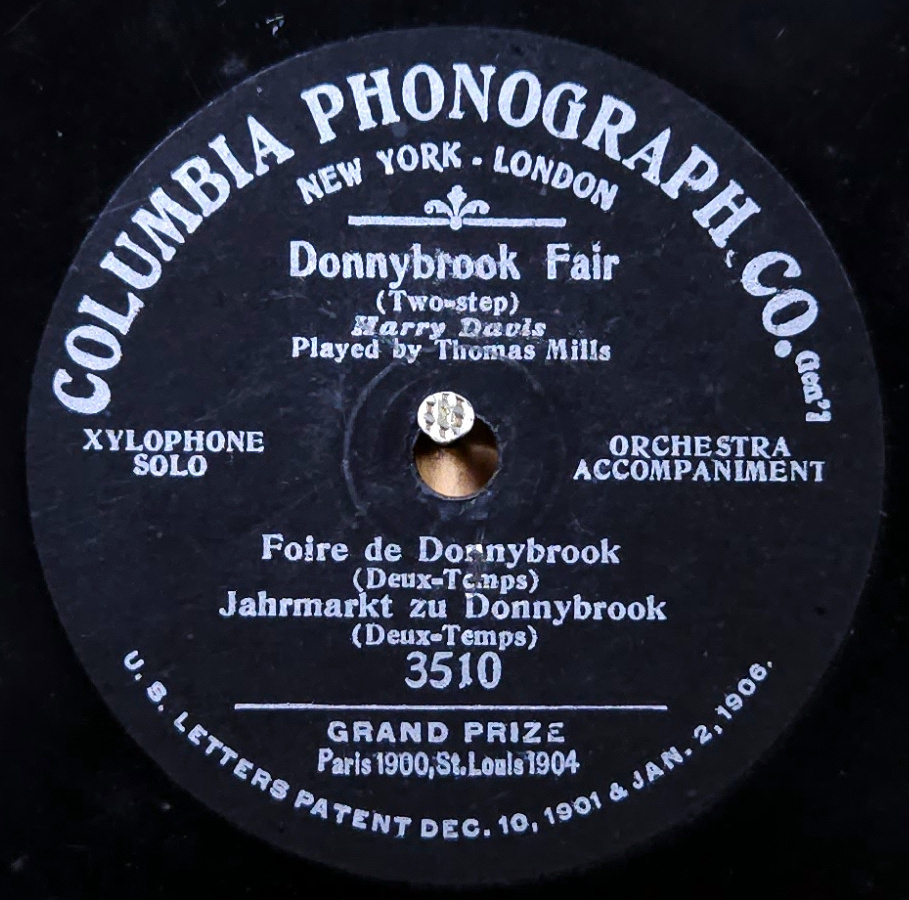 COLUMBIA PHONOGRAPH CO. Gen'l
NEW YORK - LONDON
Donnybrook Fair
(Two-step)
Harry Davis
Played by Thomas Mills
XYLOPHONE
SOLO
ORCHESTRA
ACCOMPANIMENT
Foire de Donnybrook
(Deux-Temps)
Jahrmarkt zu Donnybrook
(Deux-Temps)
3510
GRAND PRIZE
Paris 1900, St. Louis 1904
U. S. LETTERS PATENT DEC. 10, 1901 & JAN. 2, 1906.